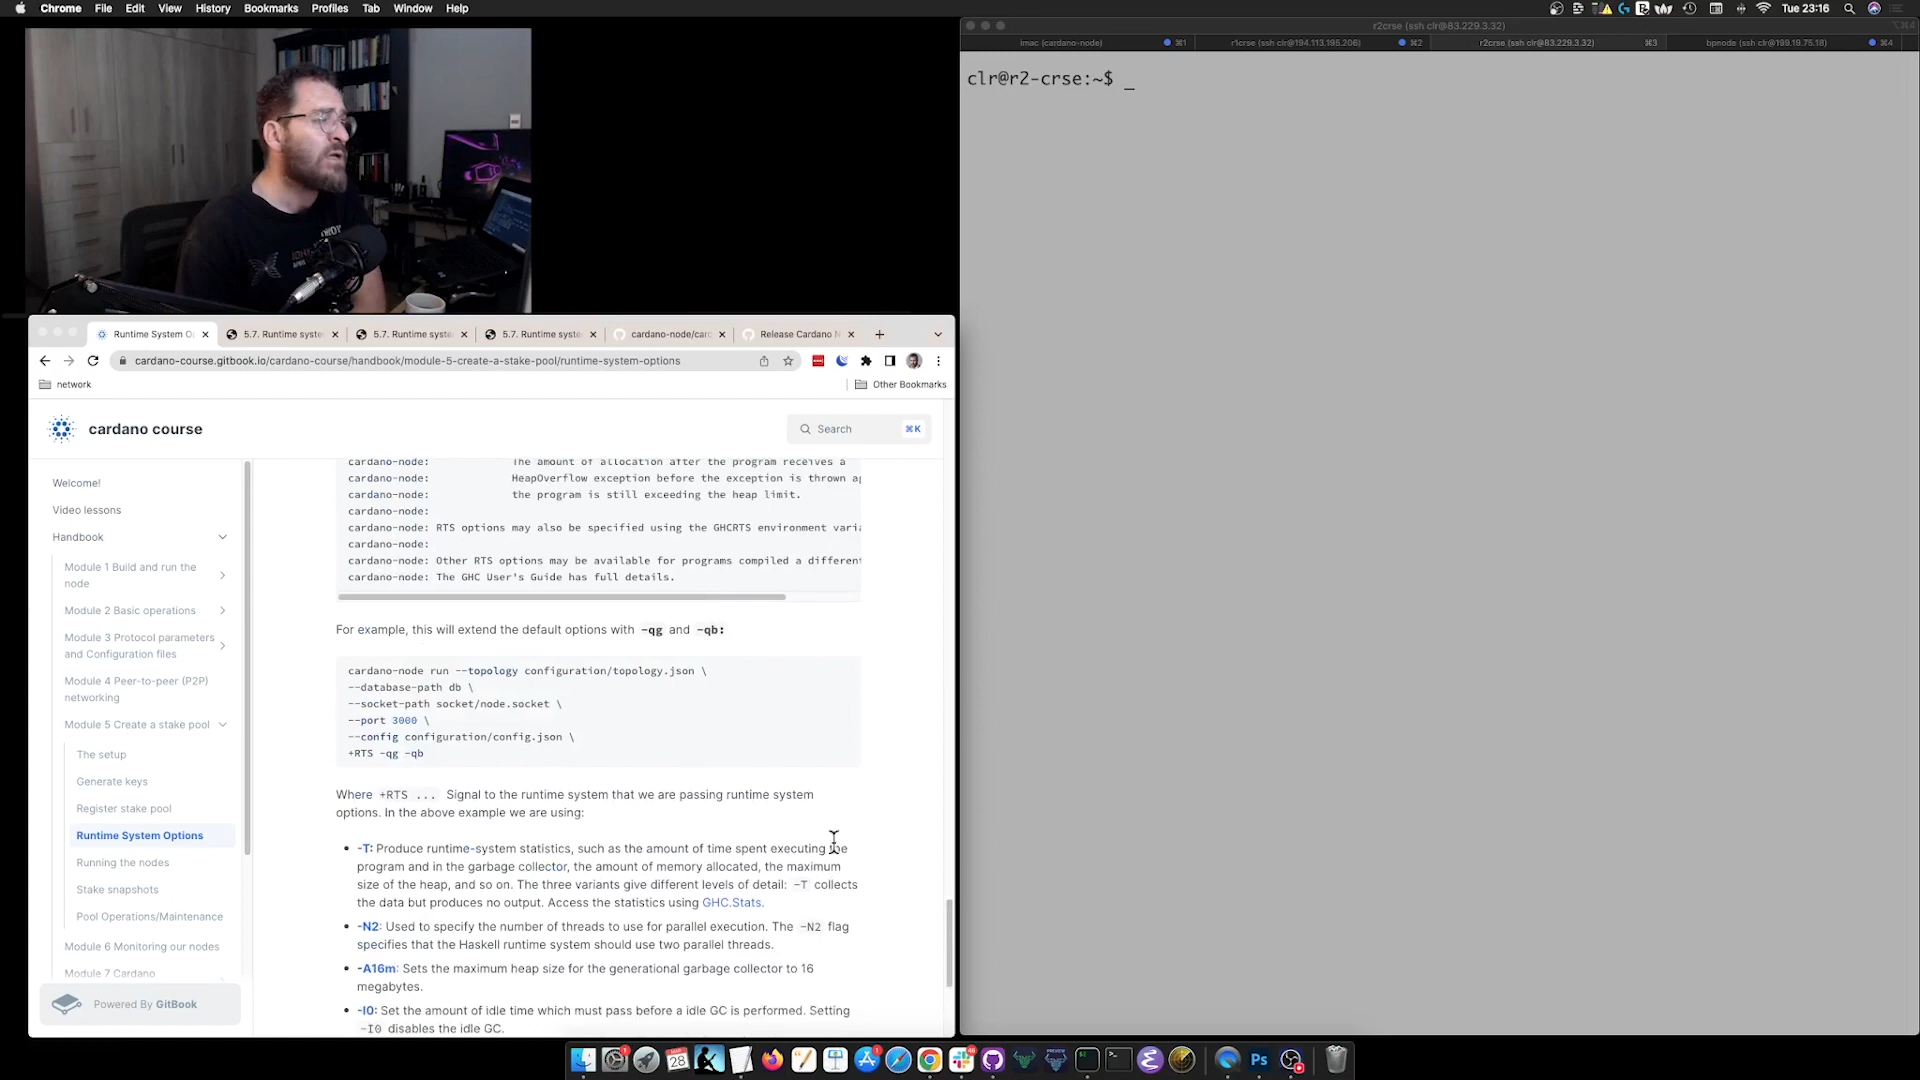 Chrome File Edit View History Bookmarks Profiles Tab Window Help
Tue 23:16
r2crse (ssh clr@83.229.3.32)
imac (cardano-node) ⌘1
r1crse (ssh clr@194.113.195.206) ⌘2
r2crse (ssh clr@83.229.3.32) ⌘3
bpnode (ssh clr@199.19.75.18) ⌘4
clr@r2-crse:~$ _
Runtime System O
5.7. Runtime syste
5.7. Runtime syste
5.7. Runtime syste
cardano-node/car
Release Cardano N
cardano-course.gitbook.io/cardano-course/handbook/module-5-create-a-stake-pool/runtime-system-options
network
Other Bookmarks
cardano course
Search ⌘K
Welcome!
Video lessons
Handbook
Module 1 Build and run the
node
Module 2 Basic operations
Module 3 Protocol parameters
and Configuration files
Module 4 Peer-to-peer (P2P)
networking
Module 5 Create a stake pool
The setup
Generate keys
Register stake pool
Runtime System Options
Running the nodes
Stake snapshots
Pool Operations/Maintenance
Module 6 Monitoring our nodes
Module 7 Cardano
Powered By GitBook
cardano-node: The amount of allocation after the program receives a
cardano-node: HeapOverflow exception before the exception is thrown ag
cardano-node: the program is still exceeding the heap limit.
cardano-node:
cardano-node: RTS options may also be specified using the GHCRTS environment varia
cardano-node:
cardano-node: Other RTS options may be available for programs compiled a different
cardano-node: The GHC User's Guide has full details.
For example, this will extend the default options with -qg and -qb:
cardano-node run --topology configuration/topology.json \
--database-path db \
--socket-path socket/node.socket \
--port 3000 \
--config configuration/config.json \
+RTS -qg -qb
Where +RTS ... Signal to the runtime system that we are passing runtime system
options. In the above example we are using:
-T: Produce runtime-system statistics, such as the amount of time spent executing the
program and in the garbage collector, the amount of memory allocated, the maximum
size of the heap, and so on. The three variants give different levels of detail: -T collects
the data but produces no output. Access the statistics using GHC.Stats.
-N2: Used to specify the number of threads to use for parallel execution. The -N2 flag
specifies that the Haskell runtime system should use two parallel threads.
-A16m: Sets the maximum heap size for the generational garbage collector to 16
megabytes.
-I0: Set the amount of idle time which must pass before a idle GC is performed. Setting
-I0 disables the idle GC.